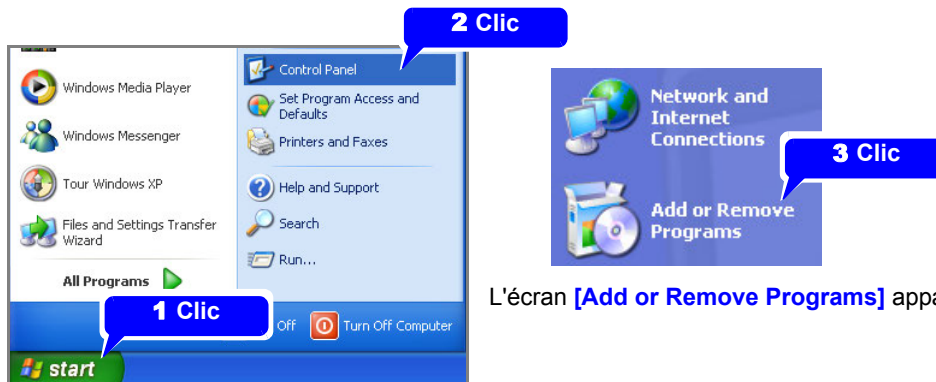 2 Clic
Windows Media Player
Windows Messenger
Tour Windows XP
Files and Settings Transfer
Wizard
All Programs
Control Panel
Set Program Access and
Defaults
Printers and Faxes
Help and Support
Search
Run...
1 Clic
Off
Turn Off Computer
start
Network and
Internet
Connections
3 Clic
Add or Remove
Programs
L'écran [Add or Remove Programs] appa